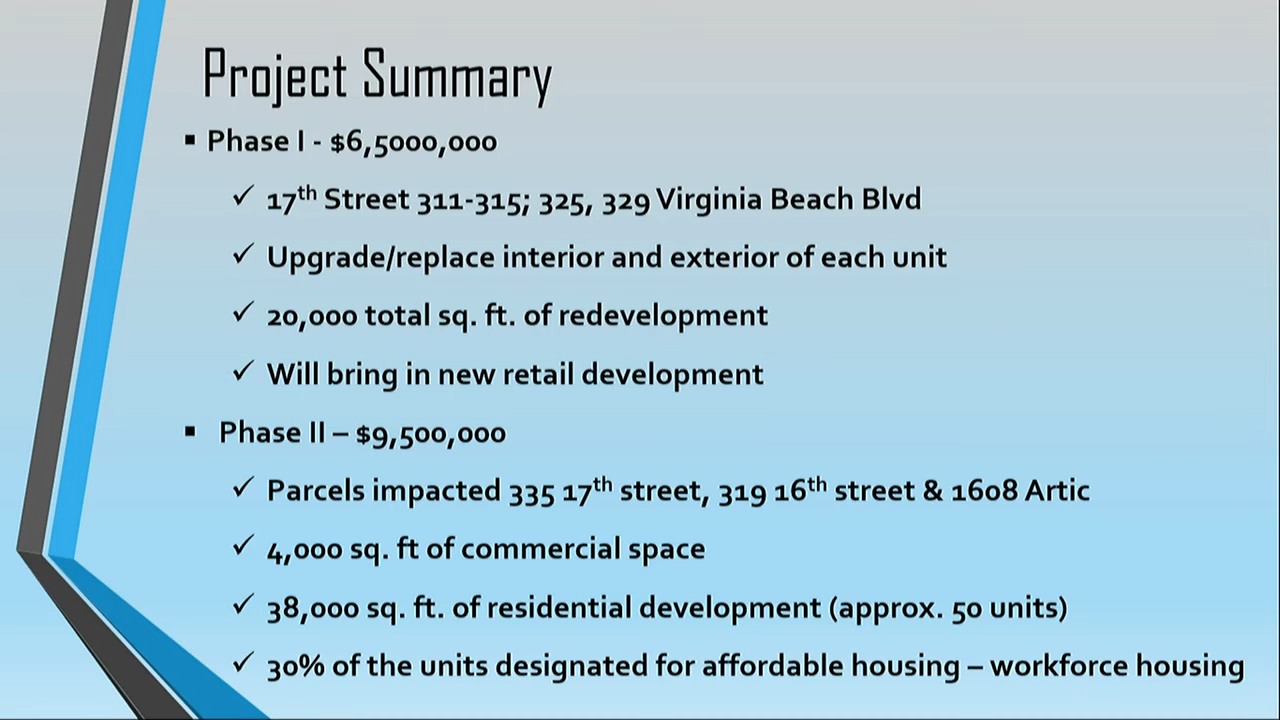 Project Summary
▪ Phase I - $6,5000,000
✓ 17th Street 311-315; 325, 329 Virginia Beach Blvd
✓ Upgrade/replace interior and exterior of each unit
✓ 20,000 total sq. ft. of redevelopment
✓ Will bring in new retail development
▪ Phase II – $9,500,000
✓ Parcels impacted 335 17th street, 319 16th street & 1608 Artic
✓ 4,000 sq. ft of commercial space
✓ 38,000 sq. ft. of residential development (approx. 50 units)
✓ 30% of the units designated for affordable housing – workforce housing